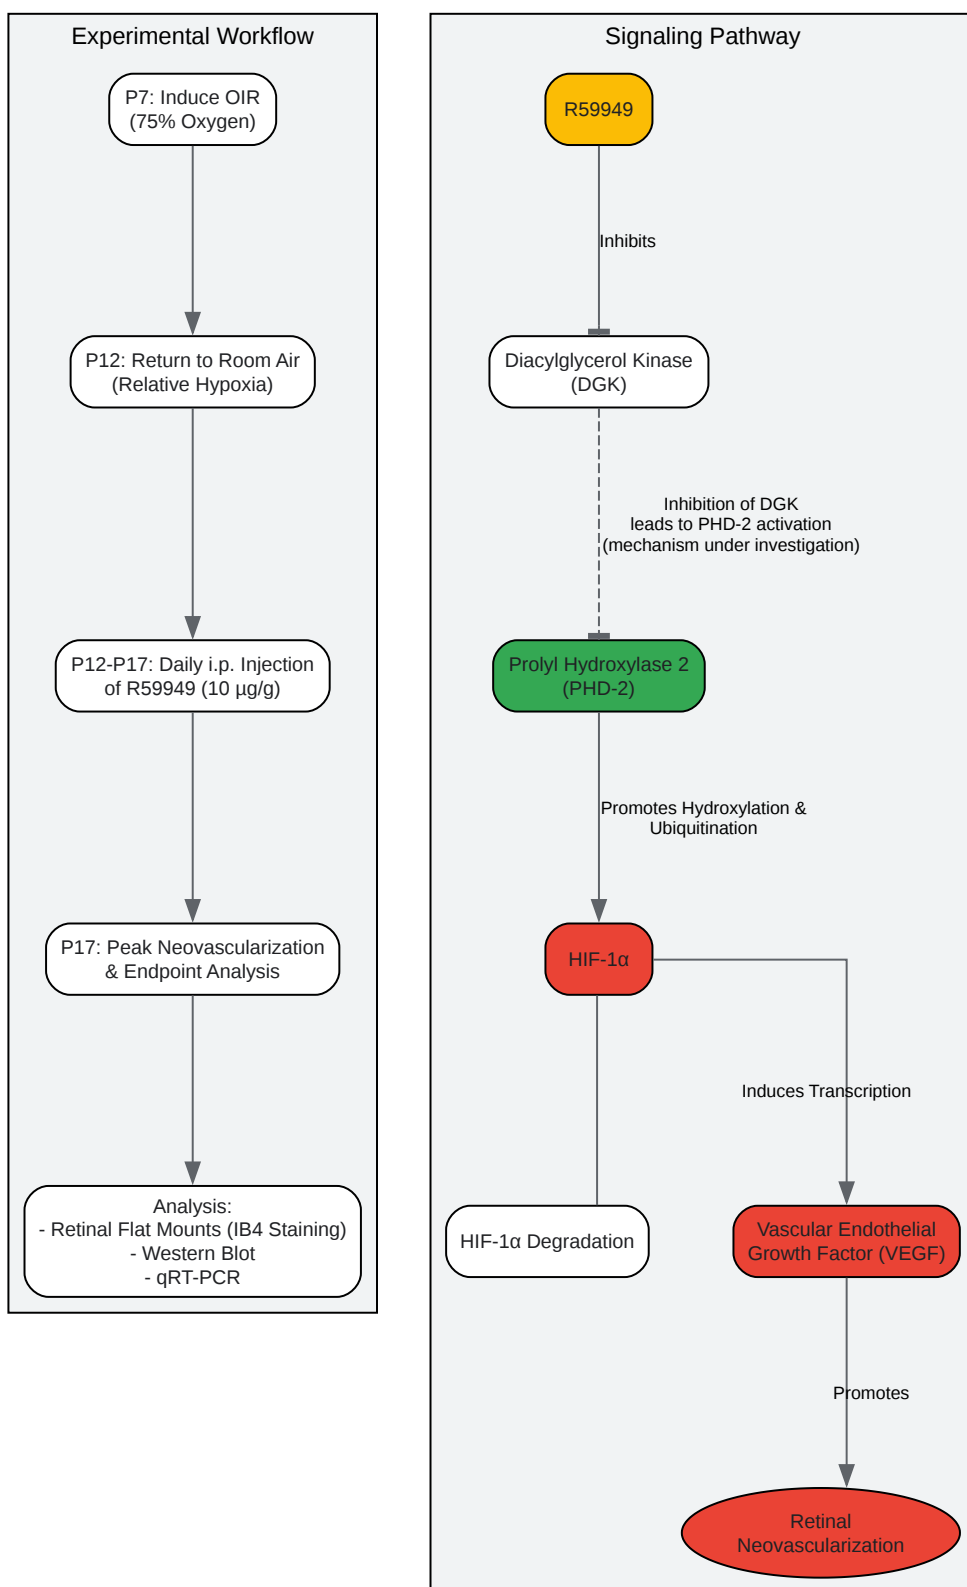 Experimental Workflow
P7: Induce OIR
(75% Oxygen)
P12: Return to Room Air
(Relative Hypoxia)
P12-P17: Daily i.p. Injection
of R59949 (10 µg/g)
P17: Peak Neovascularization
& Endpoint Analysis
Analysis:
- Retinal Flat Mounts (IB4 Staining)
- Western Blot
- qRT-PCR
Signaling Pathway
R59949
Inhibits
Diacylglycerol Kinase
(DGK)
Inhibition of DGK
leads to PHD-2 activation
(mechanism under investigation)
Prolyl Hydroxylase 2
(PHD-2)
Promotes Hydroxylation &
Ubiquitination
HIF-1α
Induces Transcription
HIF-1α Degradation
Vascular Endothelial
Growth Factor (VEGF)
Promotes
Retinal
Neovascularization